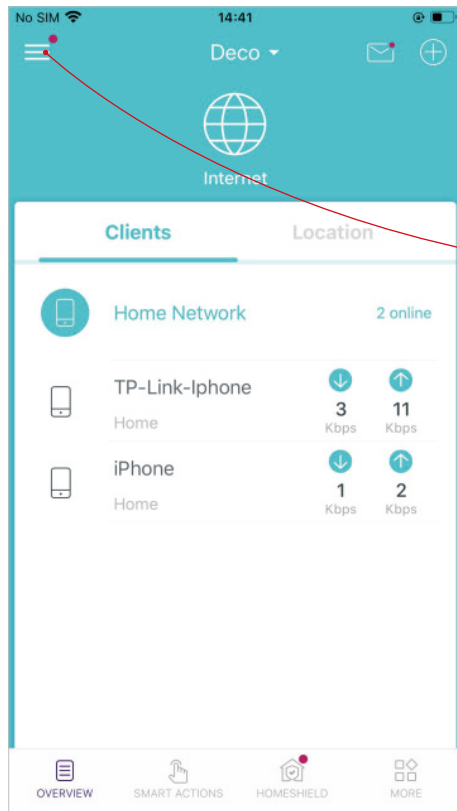 No SIM 14:41
Deco
Internet
Clients Location
Home Network 2 online
TP-Link-Iphone
3 11
Home Kbps Kbps
iPhone
1 2
Home Kbps Kbps
OVERVIEW SMART ACTIONS HOMESHIELD MORE